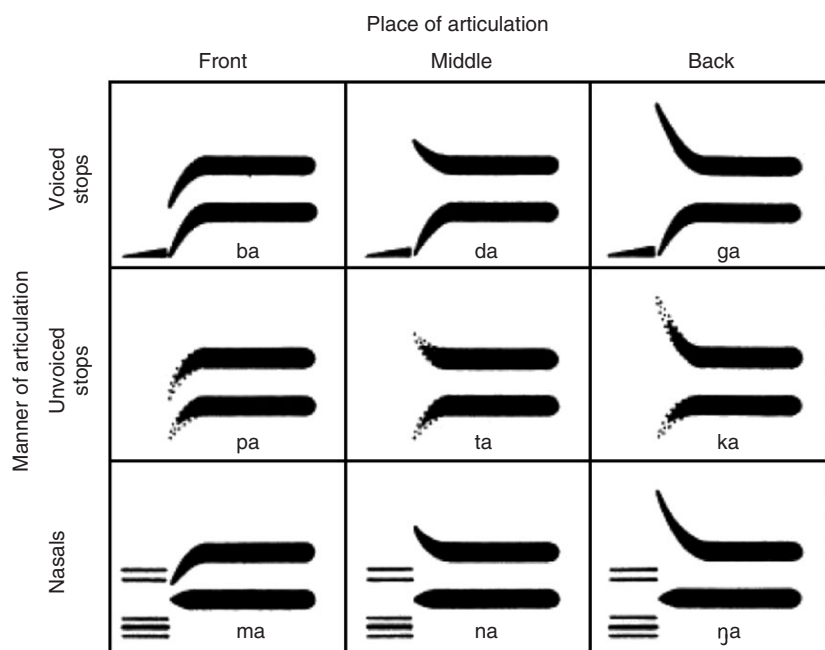 Place of articulation
Front Middle Back
Manner of articulation
Voiced
stops
ba da ga
Unvoiced
stops
pa ta ka
Nasals
ma na ŋa